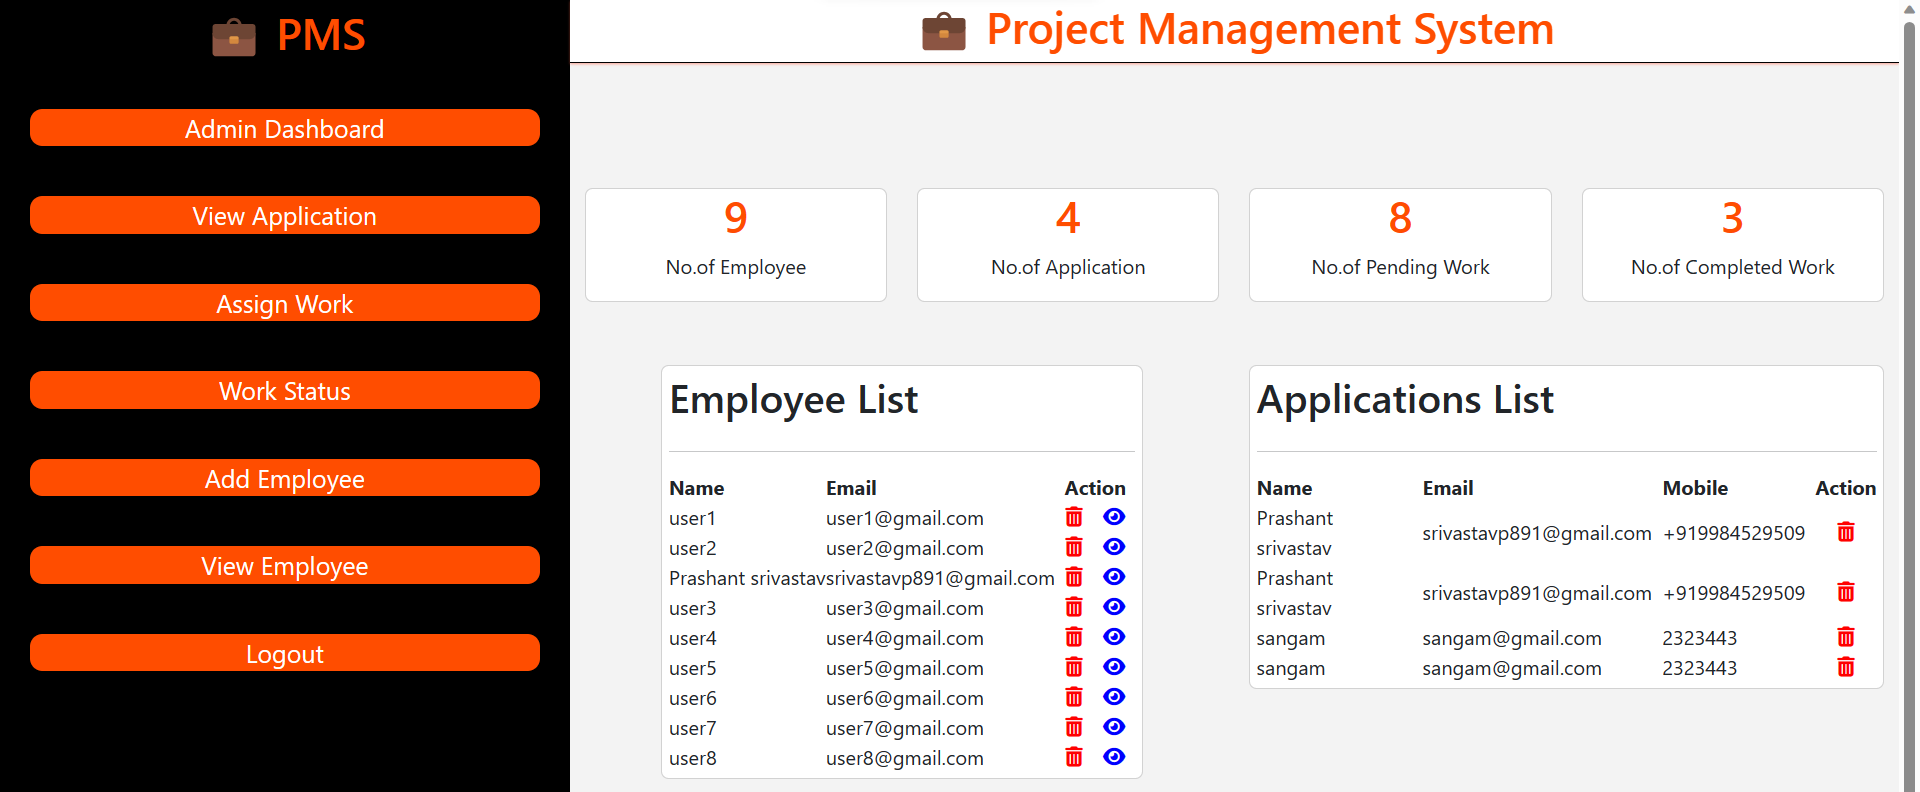 PMS
Admin Dashboard
View Application
Assign Work
Work Status
Add Employee
View Employee
Logout
Project Management System
9
No.of Employee
4
No.of Application
8
No.of Pending Work
3
No.of Completed Work
Employee List
Name Email Action
user1 user1@gmail.com
user2 user2@gmail.com
Prashant srivastavsrivastavp891@gmail.com
user3 user3@gmail.com
user4 user4@gmail.com
user5 user5@gmail.com
user6 user6@gmail.com
user7 user7@gmail.com
user8 user8@gmail.com
Applications List
Name Email Mobile Action
Prashant
srivastav srivastavp891@gmail.com +919984529509
Prashant
srivastav srivastavp891@gmail.com +919984529509
sangam sangam@gmail.com 2323443
sangam sangam@gmail.com 2323443